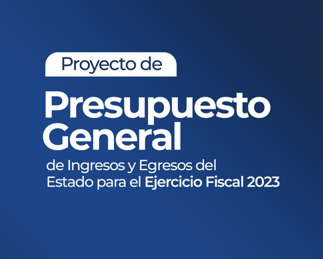 Proyecto de
Presupuesto
General
de Ingresos y Egresos del
Estado para el Ejercicio Fiscal 2023